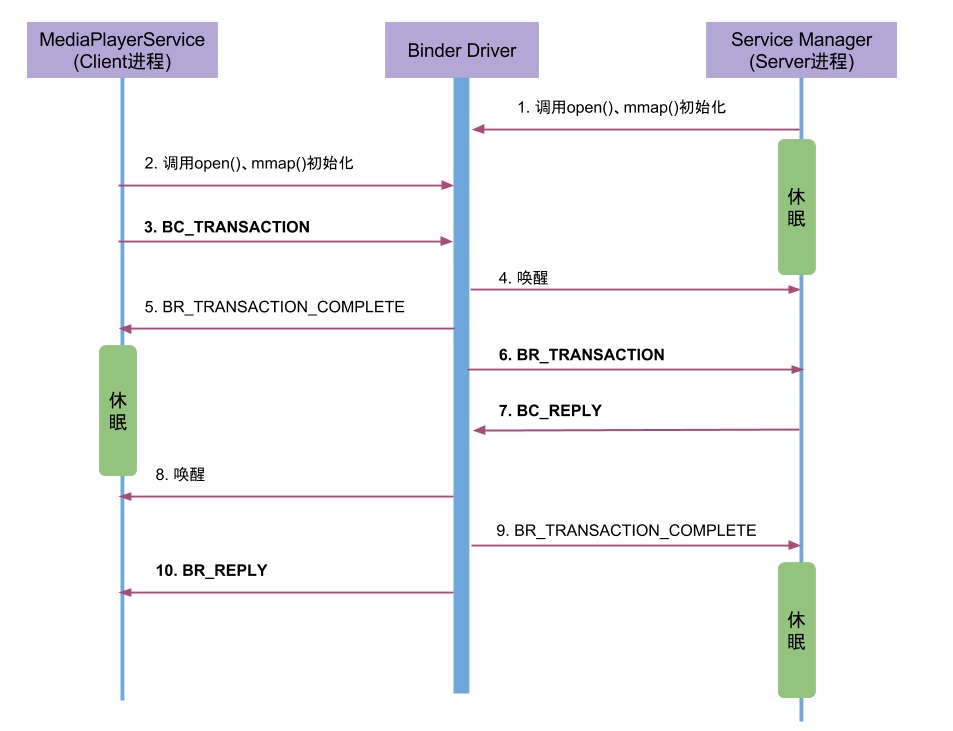 MediaPlayerService
(Client进程)
Binder Driver
Service Manager
(Server进程)
1. 调用open()、mmap()初始化
休
眠
2. 调用open()、mmap()初始化
3. BC_TRANSACTION
4. 唤醒
5. BR_TRANSACTION_COMPLETE
6. BR_TRANSACTION
休
眠
7. BC_REPLY
8. 唤醒
9. BR_TRANSACTION_COMPLETE
10. BR_REPLY
休
眠